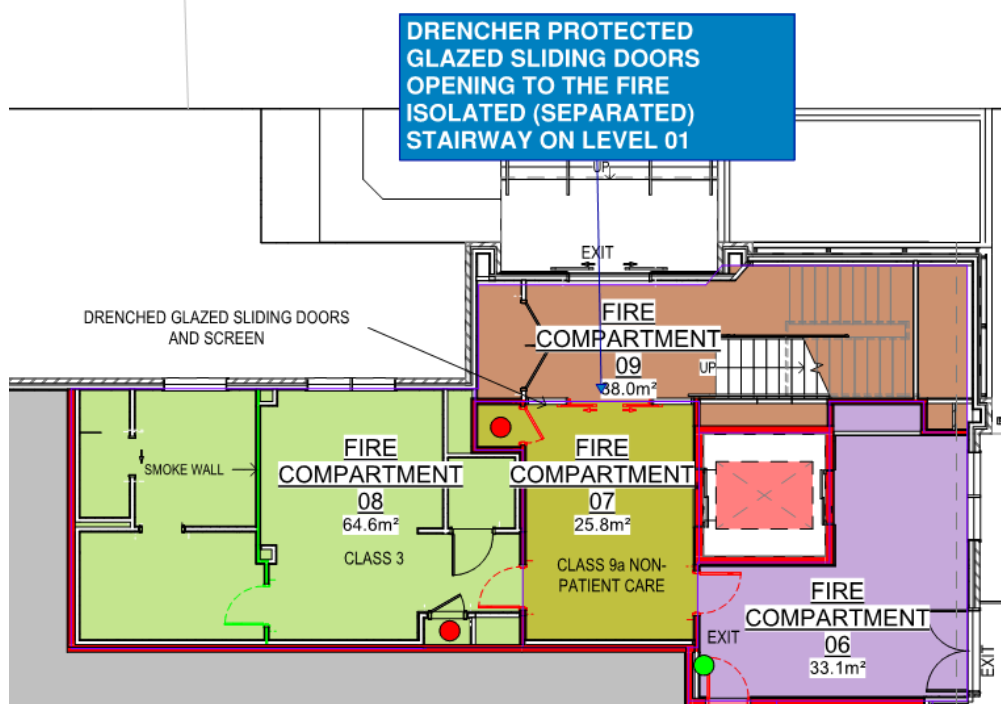 DRENCHER PROTECTED
GLAZED SLIDING DOORS
OPENING TO THE FIRE
ISOLATED (SEPARATED)
STAIRWAY ON LEVEL 01
UP
EXIT
DRENCHED GLAZED SLIDING DOORS
AND SCREEN
FIRE
COMPARTMENT
09
38.0m²
UP
SMOKE WALL
FIRE
COMPARTMENT
08
64.6m²
CLASS 3
FIRE
COMPARTMENT
07
25.8m²
CLASS 9a NON-
PATIENT CARE
FIRE
COMPARTMENT
06
33.1m²
EXIT
EXIT